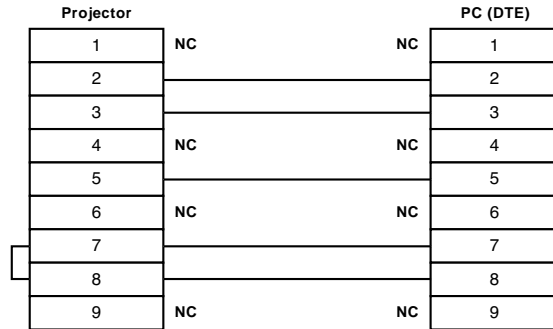 Projector PC (DTE)
1 NC NC 1
2 2
3 3
4 NC NC 4
5 5
6 NC NC 6
7 7
8 8
9 NC NC 9